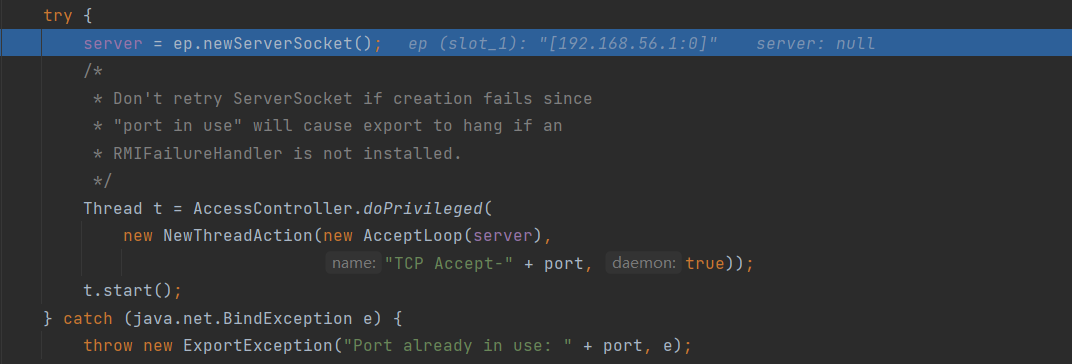 try {
server = ep.newServerSocket();   ep (slot_1): "[192.168.56.1:0]"    server: null
/*
* Don't retry ServerSocket if creation fails since
* "port in use" will cause export to hang if an
* RMIFailureHandler is not installed.
*/
Thread t = AccessController.doPrivileged(
new NewThreadAction(new AcceptLoop(server),
name: "TCP Accept-" + port, daemon: true));
t.start();
} catch (java.net.BindException e) {
throw new ExportException("Port already in use: " + port, e);